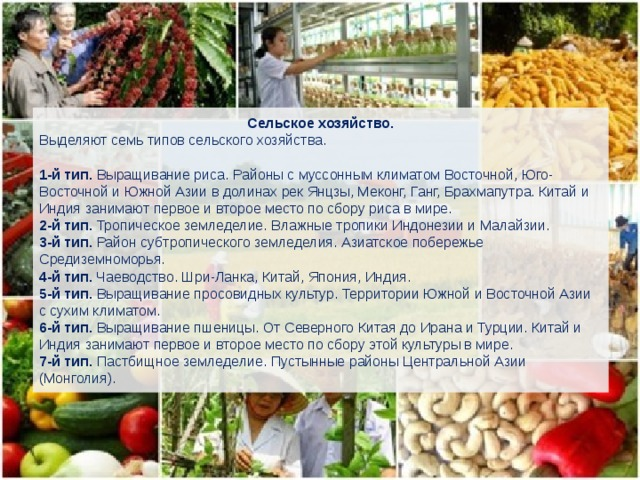 Сельское хозяйство.
Выделяют семь типов сельского хозяйства.
1-й тип. Выращивание риса. Районы с муссонным климатом Восточной, Юго-
Восточной и Южной Азии в долинах рек Янцзы, Меконг, Ганг, Брахмапутра. Китай и
Индия занимают первое и второе место по сбору риса в мире.
2-й тип. Тропическое земледелие. Влажные тропики Индонезии и Малайзии.
3-й тип. Район субтропического земледелия. Азиатское побережье
Средиземноморья.
4-й тип. Чаеводство. Шри-Ланка, Китай, Япония, Индия.
5-й тип. Выращивание просовидных культур. Территории Южной и Восточной Азии
с сухим климатом.
6-й тип. Выращивание пшеницы. От Северного Китая до Ирана и Турции. Китай и
Индия занимают первое и второе место по сбору этой культуры в мире.
7-й тип. Пастбищное земледелие. Пустынные районы Центральной Азии
(Монголия).